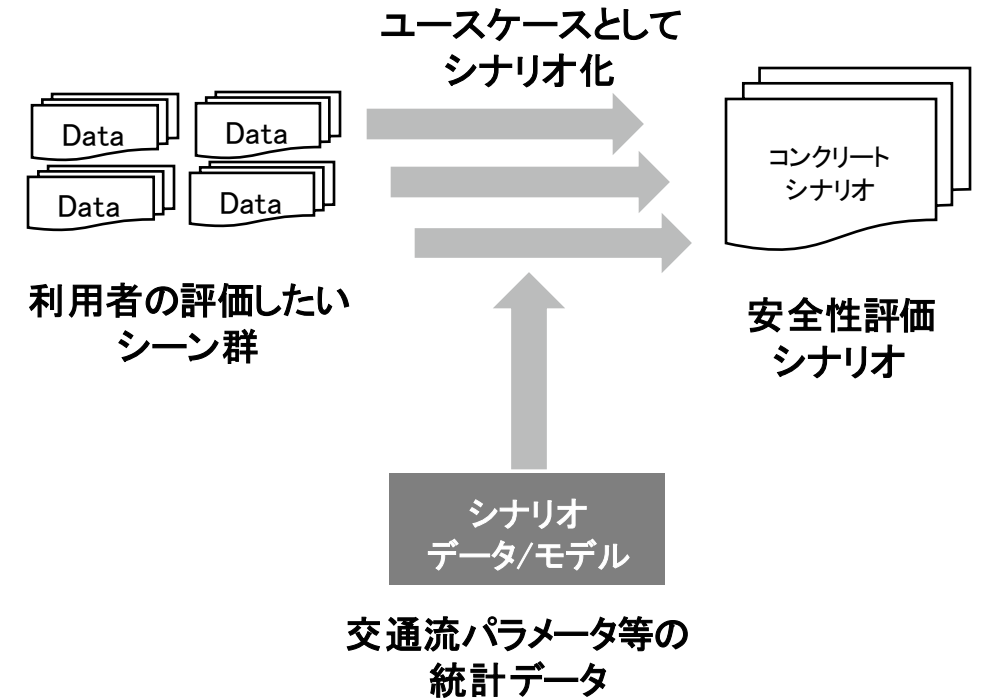 ユースケースとして
シナリオ化
Data
Data
Data
Data
コンクリート
シナリオ
利用者の評価したい
シーン群
安全性評価
シナリオ
シナリオ
データ/モデル
交通流パラメータ等の
統計データ